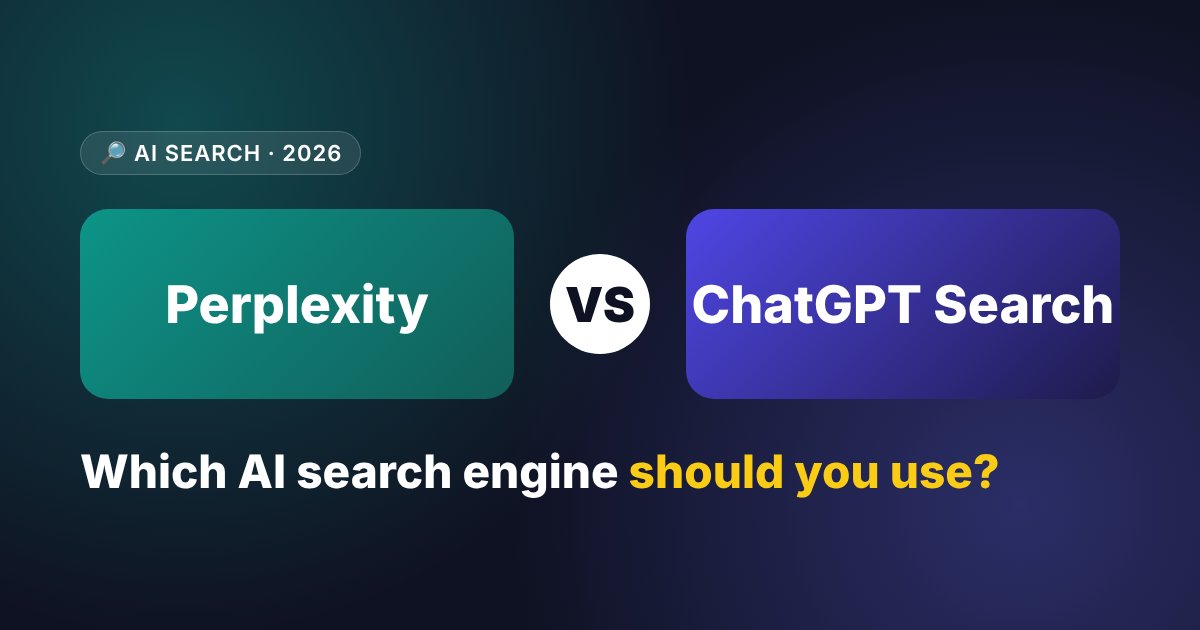 🔎 AI SEARCH · 2026
Perplexity
VS
ChatGPT Search
Which AI search engine should you use?